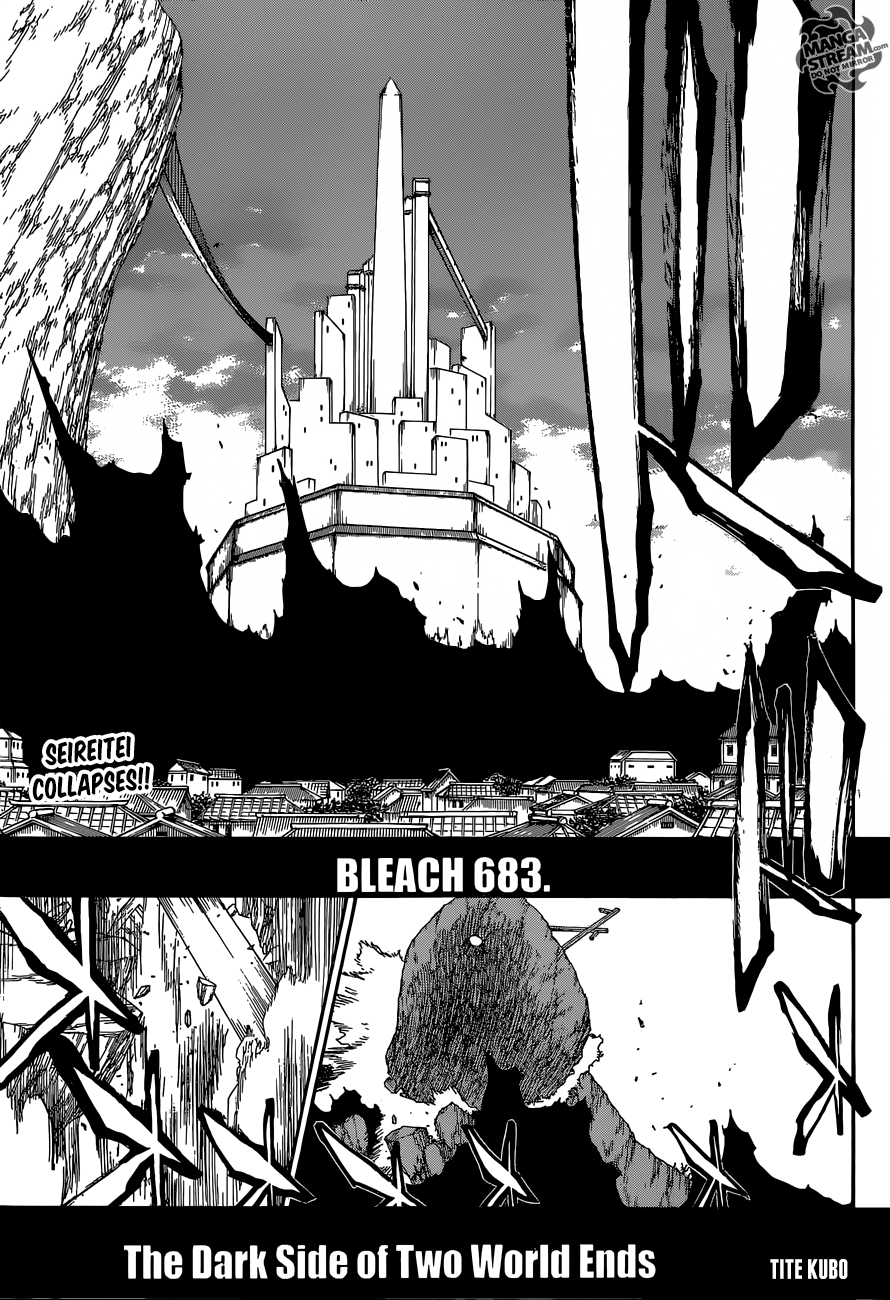 MANGA
STREAM.com
DO NOT MIRROR
SEIREITEI
COLLAPSES!!
BLEACH 683.
The Dark Side of Two World Ends
TITE KUBO